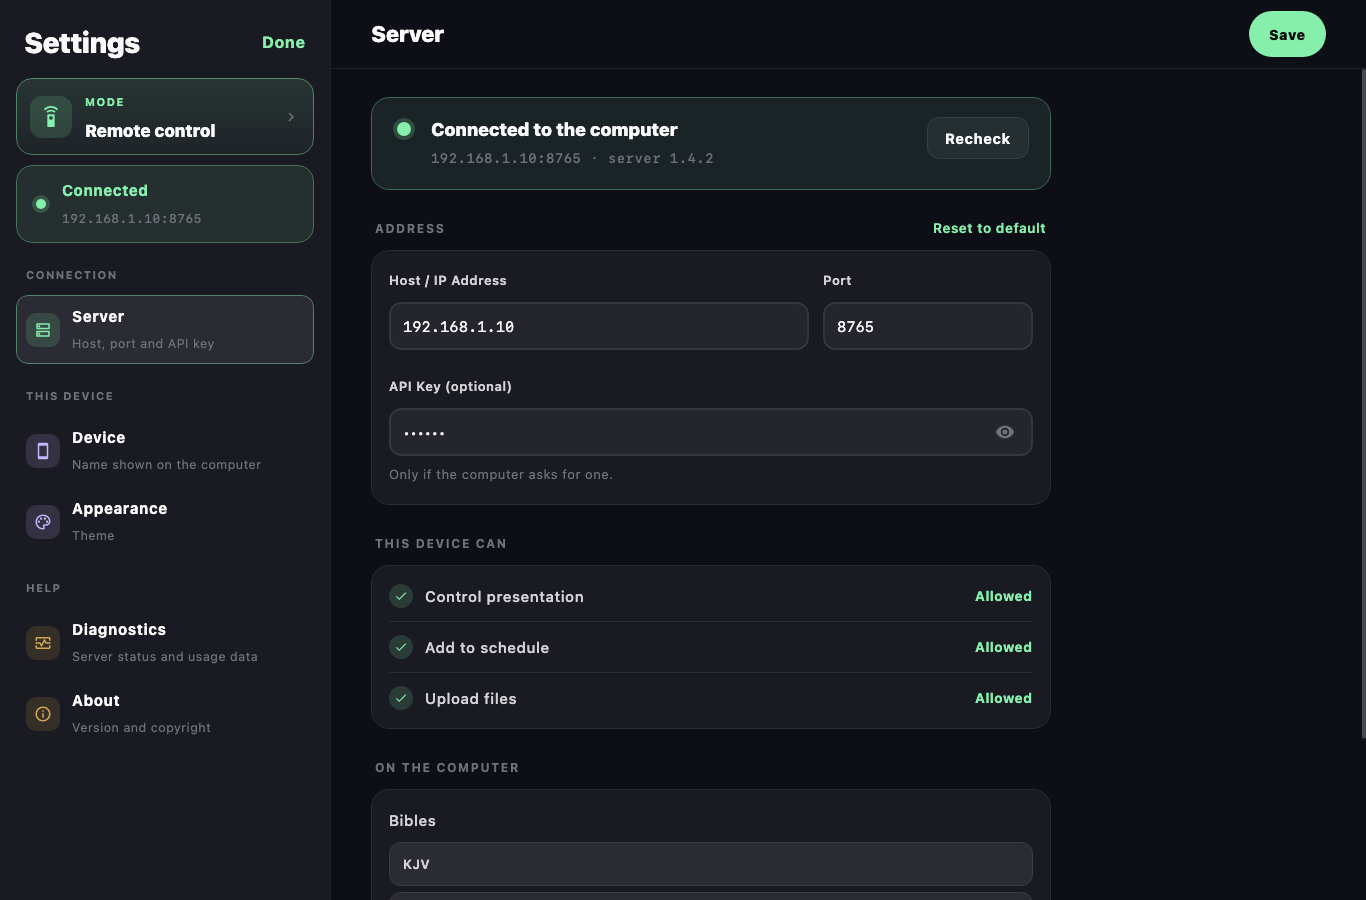 Settings
Done
MODE
Remote control
Connected
192.168.1.10:8765
CONNECTION
Server
Host, port and API key
THIS DEVICE
Device
Name shown on the computer
Appearance
Theme
HELP
Diagnostics
Server status and usage data
About
Version and copyright
Server
Save
Connected to the computer
192.168.1.10:8765 · server 1.4.2
Recheck
ADDRESS
Reset to default
Host / IP Address
Port
192.168.1.10
8765
API Key (optional)
••••••
Only if the computer asks for one.
THIS DEVICE CAN
Control presentation
Allowed
Add to schedule
Allowed
Upload files
Allowed
ON THE COMPUTER
Bibles
KJV